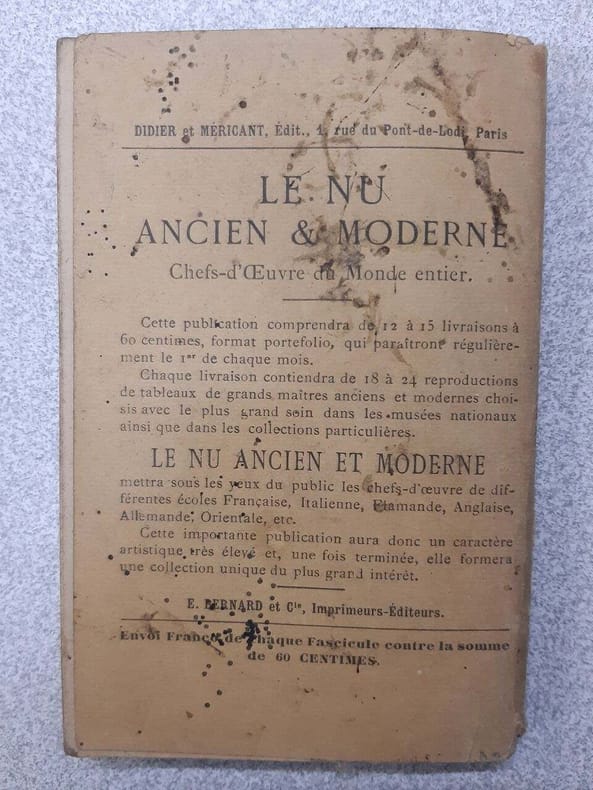 DIDIER et MÉRICANT, Édit., 1, rue du Pont-de-Lodi, Paris
LE NU
ANCIEN & MODERNE
Chefs-d'Œuvre du Monde entier.
Cette publication comprendra de 12 à 15 livraisons à
60 centimes, format portefolio, qui paraîtront régulière-
ment le 1er de chaque mois.
Chaque livraison contiendra de 18 à 24 reproductions
de tableaux de grands maîtres anciens et modernes choi-
sis avec le plus grand soin dans les musées nationaux
ainsi que dans les collections particulières.
LE NU ANCIEN ET MODERNE
mettra sous les yeux du public les chefs-d'œuvre de dif-
férentes écoles Française, Italienne, Flamande, Anglaise,
Allemande, Orientale, etc.
Cette importante publication aura donc un caractère
artistique très élevé et, une fois terminée, elle formera
une collection unique du plus grand intérêt.
E. BERNARD et Cie, Imprimeurs-Éditeurs.
Envoi Franco de chaque Fascicule contre la somme
de 60 CENTIMES.